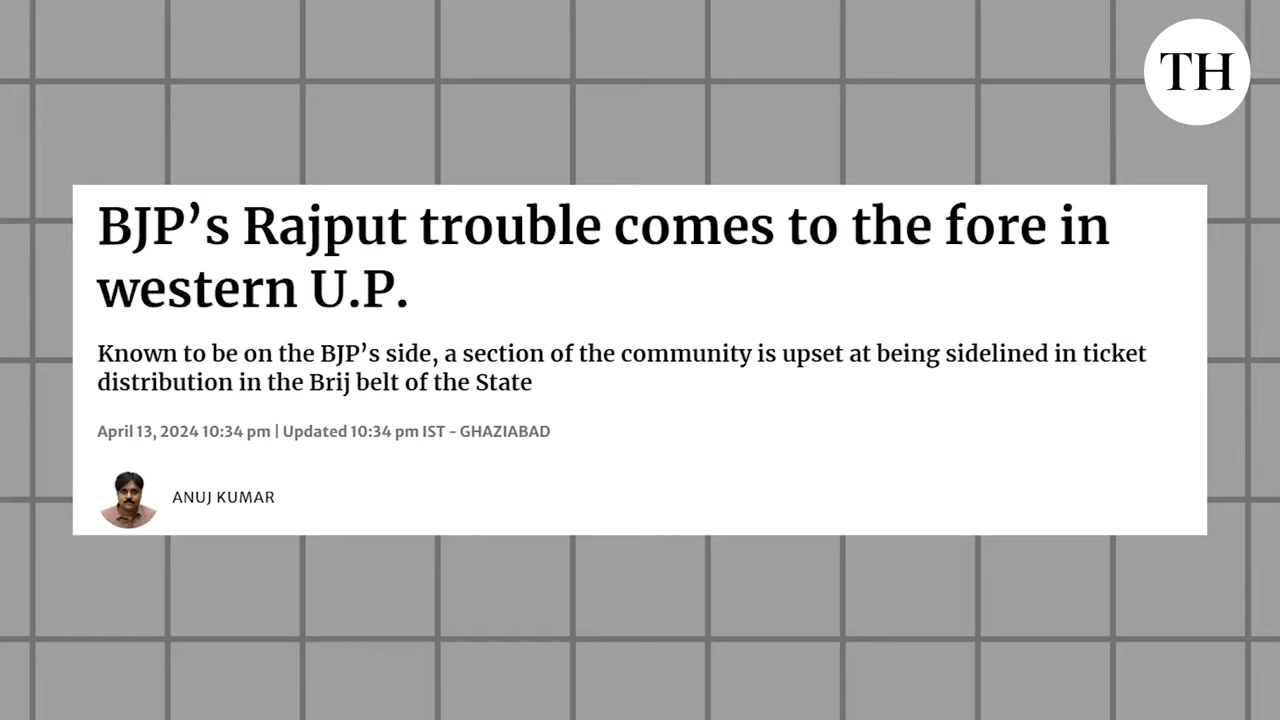 TH
BJP’s Rajput trouble comes to the fore in
western U.P.
Known to be on the BJP’s side, a section of the community is upset at being sidelined in ticket
distribution in the Brij belt of the State
April 13, 2024 10:34 pm | Updated 10:34 pm IST - GHAZIABAD
ANUJ KUMAR